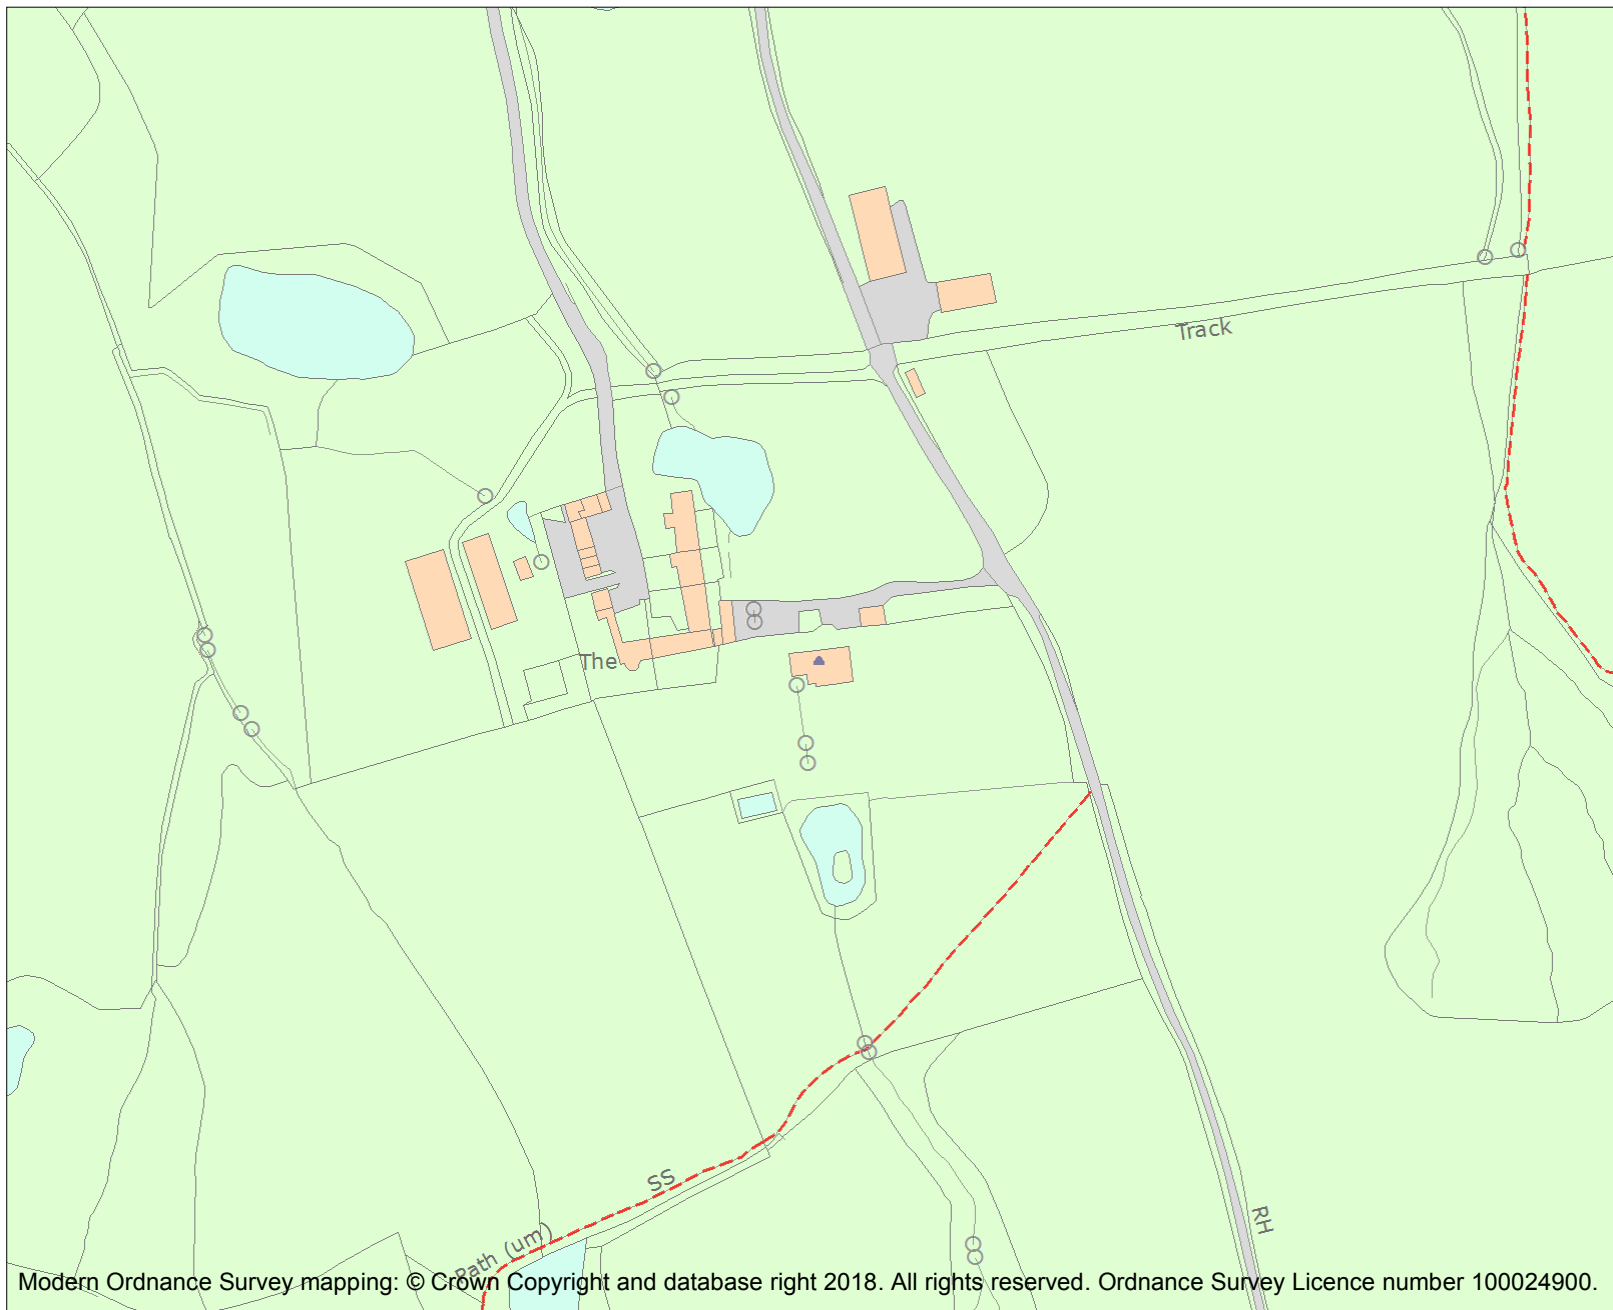 Track
The
SS
RH
Path (um)
Modern Ordnance Survey mapping: © Crown Copyright and database right 2018. All rights reserved. Ordnance Survey Licence number 100024900.